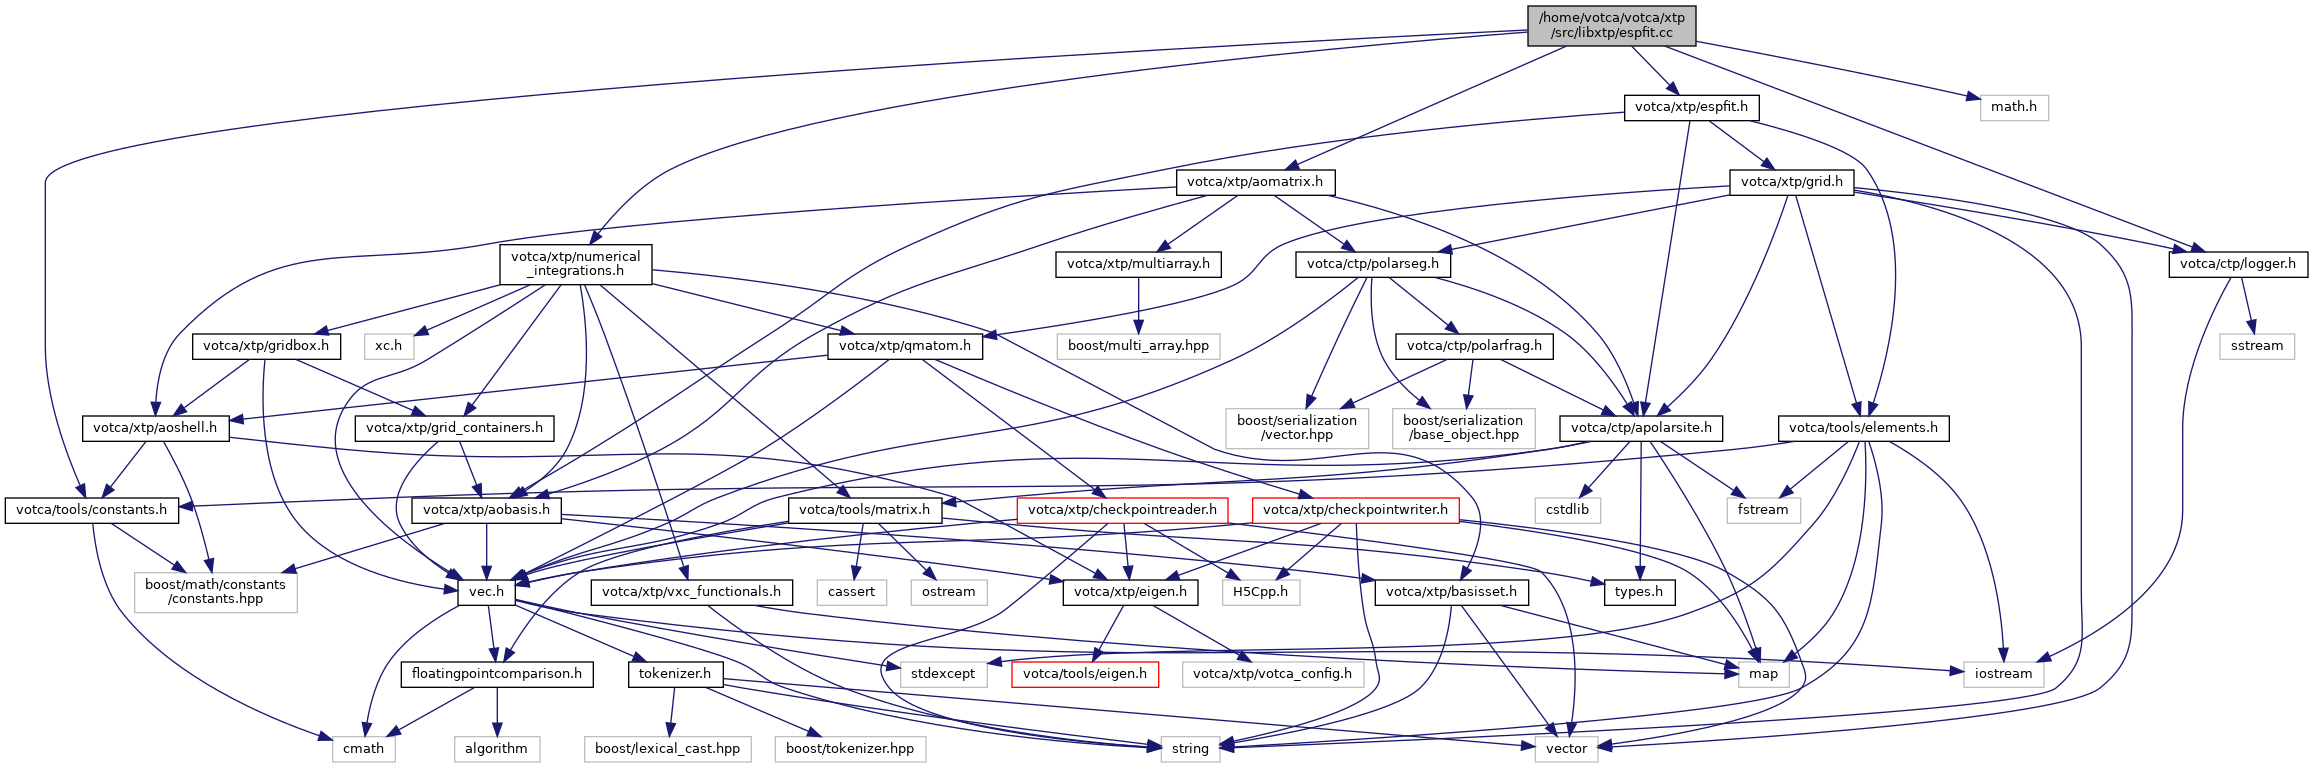 /home/votca/votca/xtp
/src/libxtp/espfit.cc
votca/xtp/espfit.h
math.h
votca/xtp/aomatrix.h
votca/xtp/grid.h
votca/xtp/numerical
_integrations.h
votca/xtp/multiarray.h
votca/ctp/polarseg.h
votca/ctp/logger.h
votca/xtp/gridbox.h
xc.h
votca/xtp/qmatom.h
boost/multi_array.hpp
votca/ctp/polarfrag.h
sstream
votca/xtp/aoshell.h
votca/xtp/grid_containers.h
boost/serialization
/vector.hpp
boost/serialization
/base_object.hpp
votca/ctp/apolarsite.h
votca/tools/elements.h
votca/tools/constants.h
votca/xtp/aobasis.h
votca/tools/matrix.h
votca/xtp/checkpointreader.h
votca/xtp/checkpointwriter.h
cstdlib
fstream
boost/math/constants
/constants.hpp
vec.h
votca/xtp/vxc_functionals.h
cassert
ostream
votca/xtp/eigen.h
H5Cpp.h
votca/xtp/basisset.h
types.h
floatingpointcomparison.h
tokenizer.h
stdexcept
votca/tools/eigen.h
votca/xtp/votca_config.h
map
iostream
cmath
algorithm
boost/lexical_cast.hpp
boost/tokenizer.hpp
string
vector